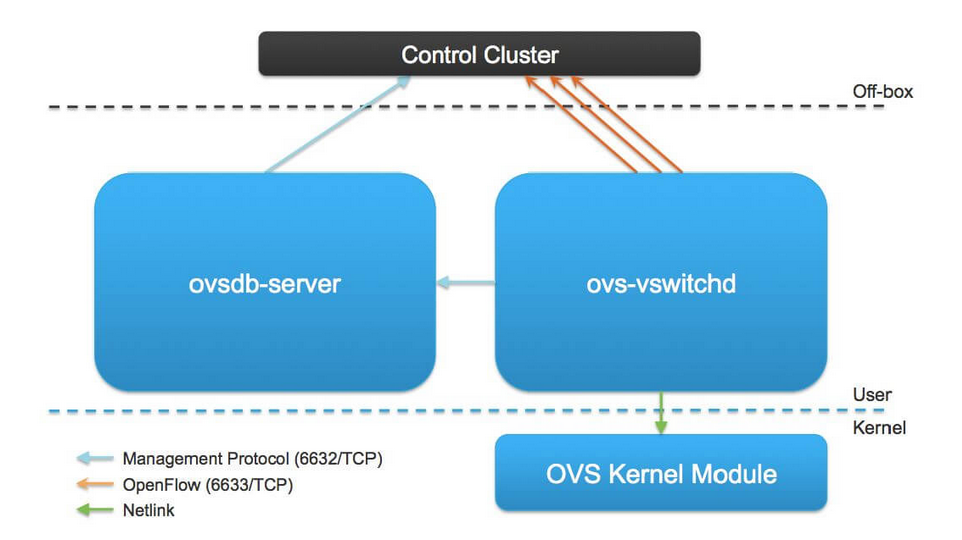 Control Cluster
Off-box
ovsdb-server
ovs-vswitchd
User
Kernel
Management Protocol (6632/TCP)
OpenFlow (6633/TCP)
Netlink
OVS Kernel Module